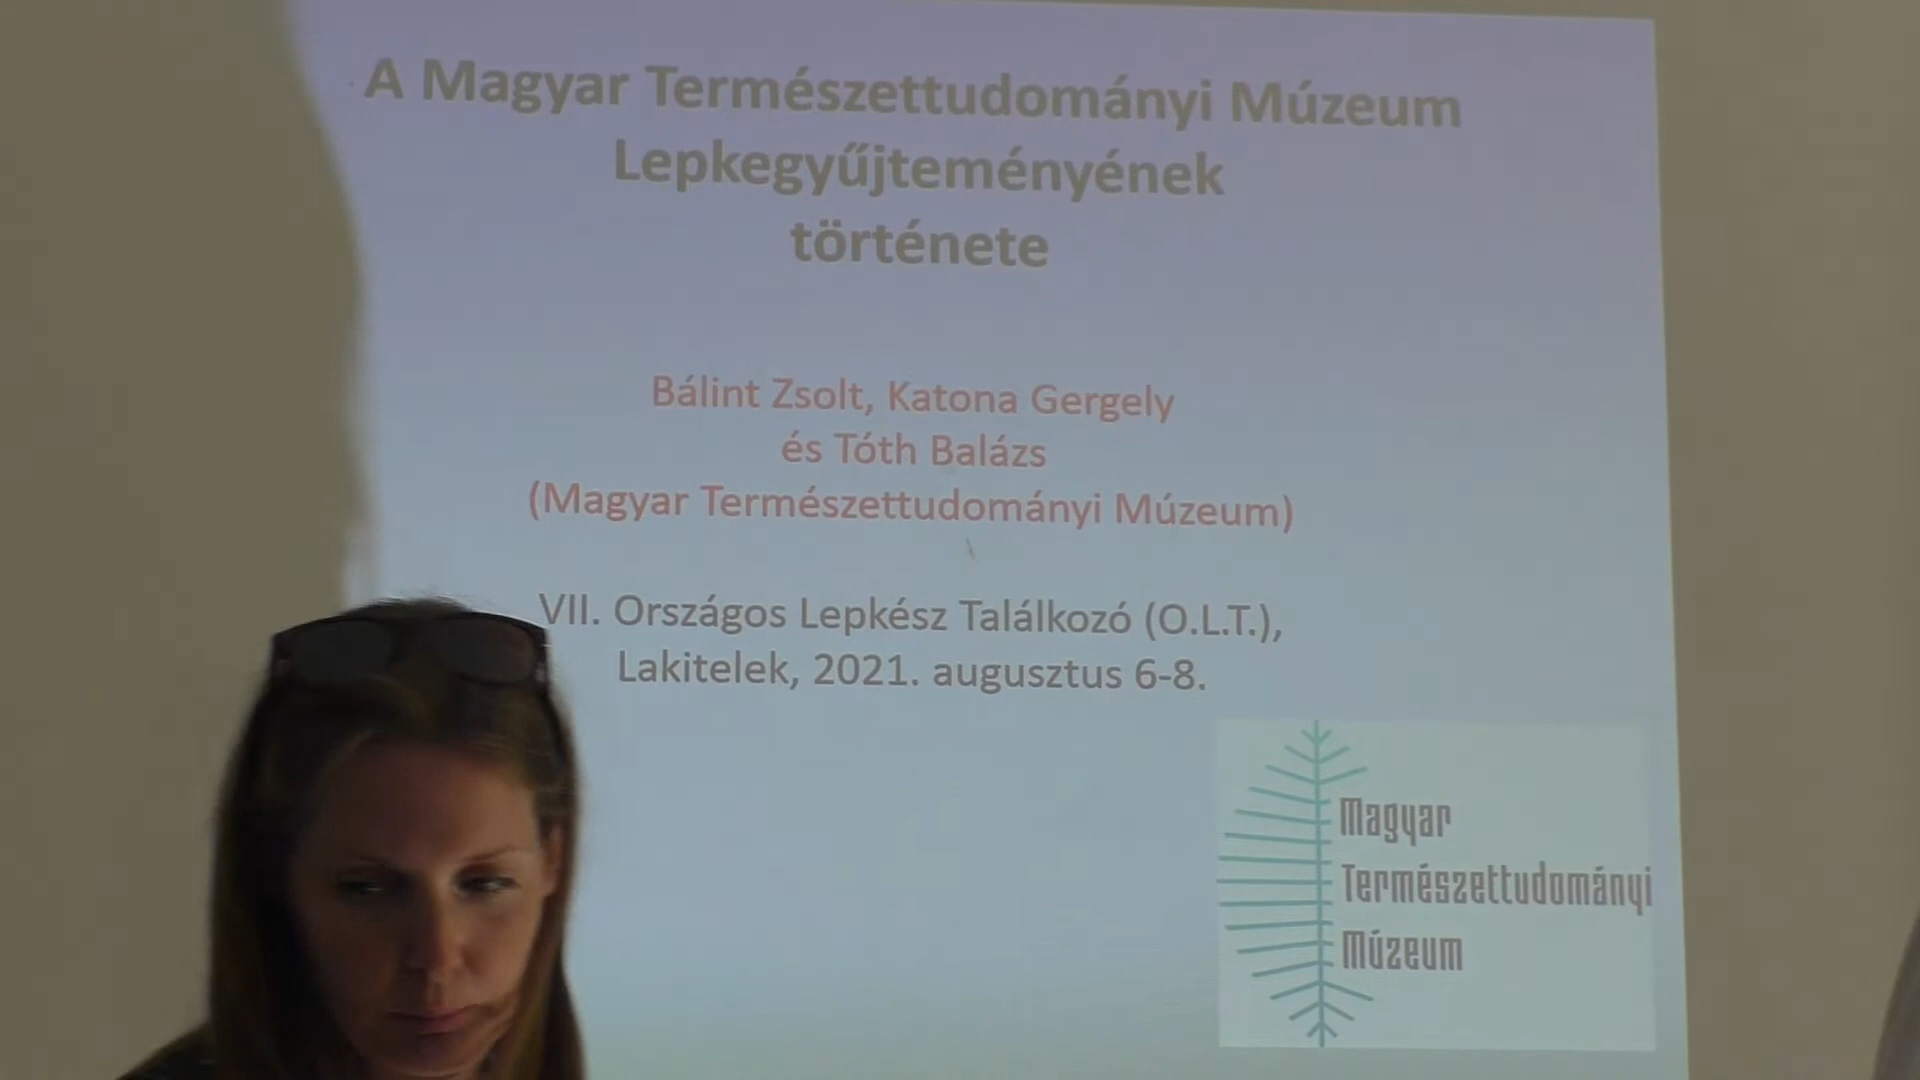 A Magyar Természettudományi Múzeum
Lepkegyűjteményének
története
Bálint Zsolt, Katona Gergely
és Tóth Balázs
(Magyar Természettudományi Múzeum)
VII. Országos Lepkész Találkozó (O.L.T.),
Lakitelek, 2021. augusztus 6-8.
Magyar
Természettudományi
Múzeum